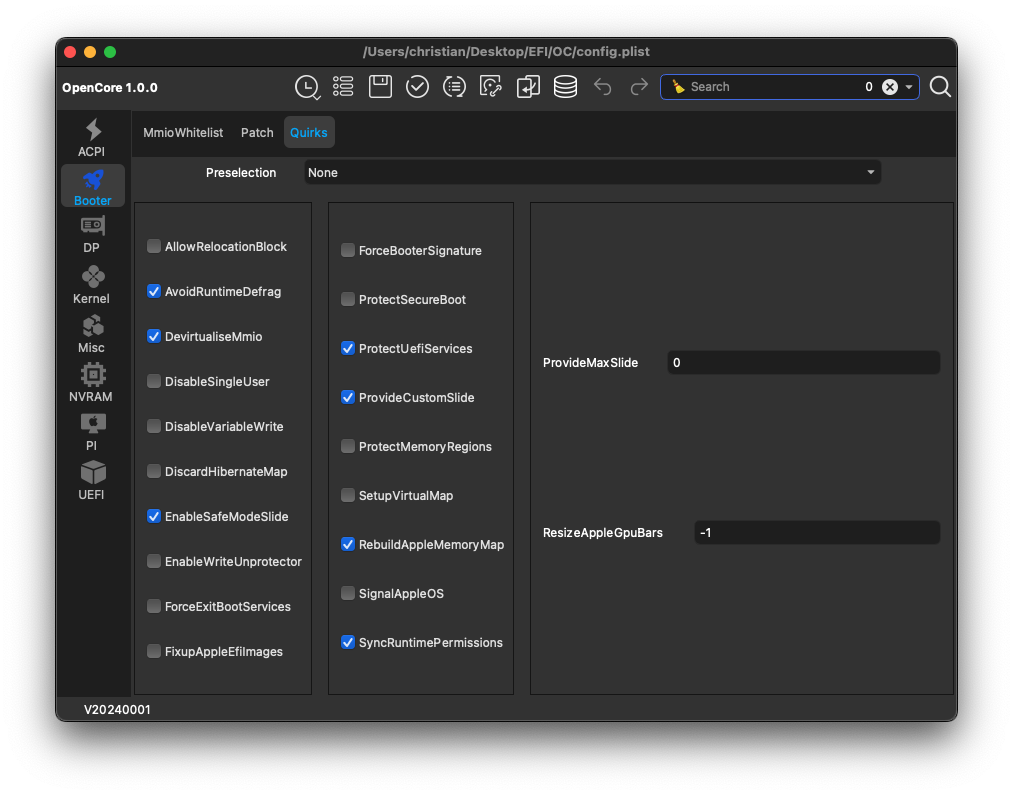 /Users/christian/Desktop/EFI/OC/config.plist
OpenCore 1.0.0
Search
0
ACPI
Booter
DP
Kernel
Misc
NVRAM
PI
UEFI
MmioWhitelist
Patch
Quirks
Preselection
None
AllowRelocationBlock
AvoidRuntimeDefrag
DevirtualiseMmio
DisableSingleUser
DisableVariableWrite
DiscardHibernateMap
EnableSafeModeSlide
EnableWriteUnprotector
ForceExitBootServices
FixupAppleEfiImages
ForceBooterSignature
ProtectSecureBoot
ProtectUefiServices
ProvideCustomSlide
ProtectMemoryRegions
SetupVirtualMap
RebuildAppleMemoryMap
SignalAppleOS
SyncRuntimePermissions
ProvideMaxSlide
0
ResizeAppleGpuBars
-1
V20240001